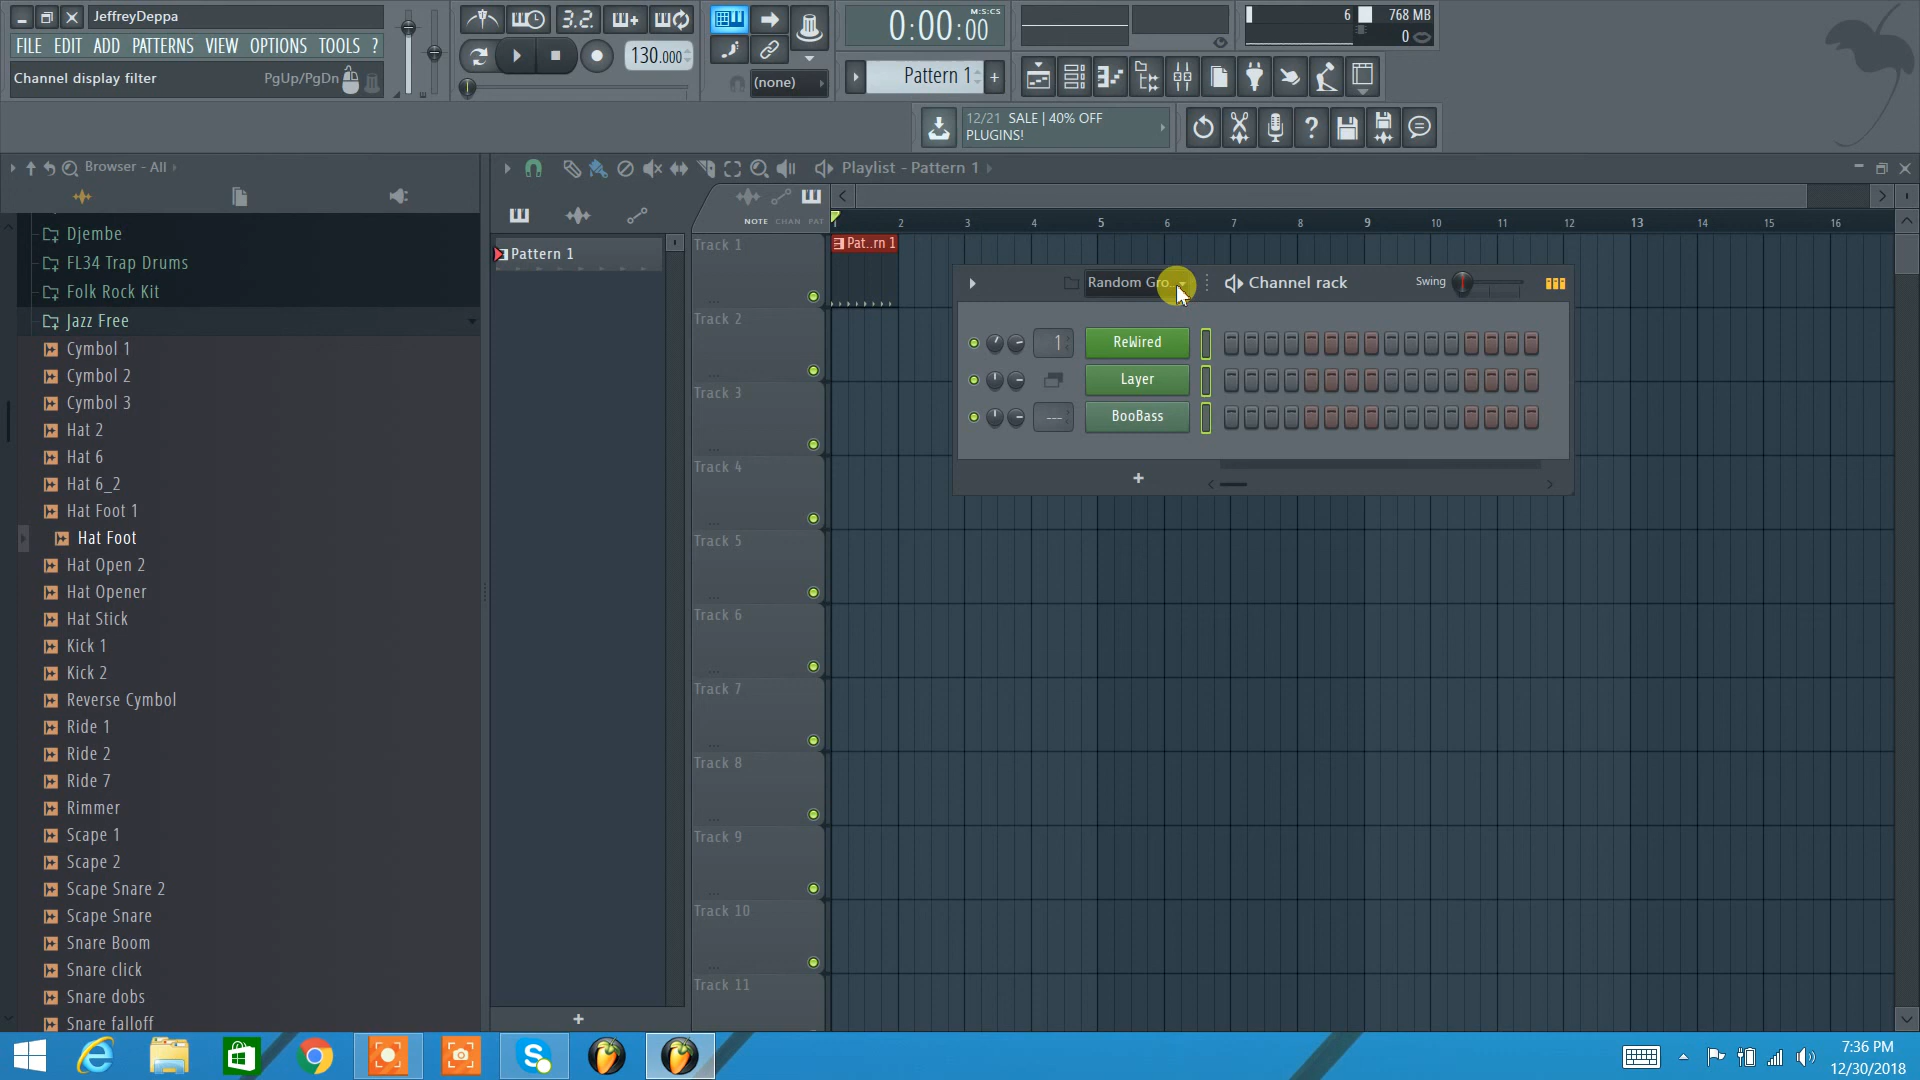 JeffreyDeppa
FILE EDIT ADD PATTERNS VIEW OPTIONS TOOLS ?
Channel display filter PgUp/PgDn
3.2.
130.000
(none)
0:00:00
M:S:CS
Pattern 1
+
6
768 MB
0
12/21 SALE | 40% OFF
PLUGINS!
?
Browser - All
Djembe
FL34 Trap Drums
Folk Rock Kit
Jazz Free
Cymbol 1
Cymbol 2
Cymbol 3
Hat 2
Hat 6
Hat 6_2
Hat Foot 1
Hat Foot
Hat Open 2
Hat Opener
Hat Stick
Kick 1
Kick 2
Reverse Cymbol
Ride 1
Ride 2
Ride 7
Rimmer
Scape 1
Scape 2
Scape Snare 2
Scape Snare
Snare Boom
Snare click
Snare dobs
Snare falloff
Playlist - Pattern 1
NOTE CHAN PAT
1 2 3 4 5 6 7 8 9 10 11 12 13 14 15 16
Pattern 1
+
Track 1
Track 2
Track 3
Track 4
Track 5
Track 6
Track 7
Track 8
Track 9
Track 10
Track 11
Pat..rn 1
Random Gro..
Channel rack
Swing
1 ReWired
Layer
--- BooBass
+
7:36 PM
12/30/2018